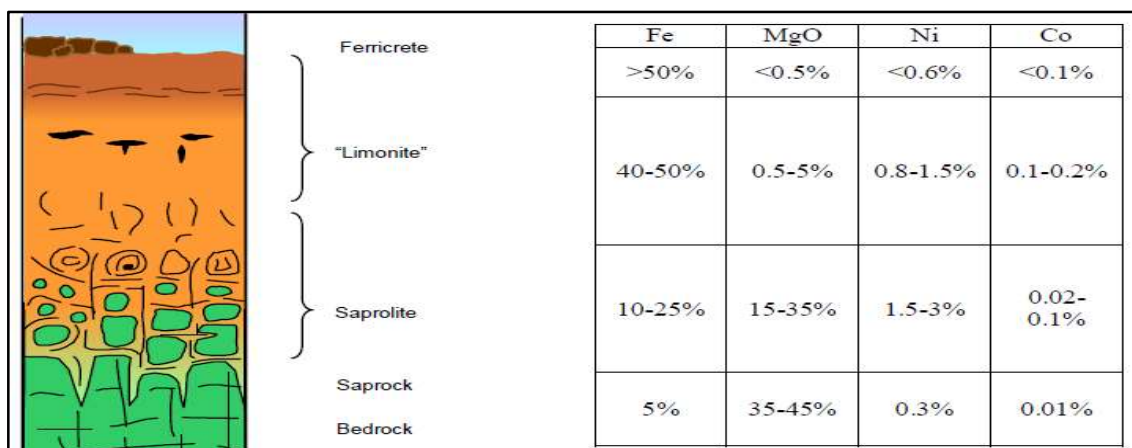 Ferricrete
"Limonite"
Saprolite
Saprock
Bedrock
Fe MgO Ni Co
>50% <0.5% <0.6% <0.1%
40-50% 0.5-5% 0.8-1.5% 0.1-0.2%
10-25% 15-35% 1.5-3% 0.02-
0.1%
5% 35-45% 0.3% 0.01%